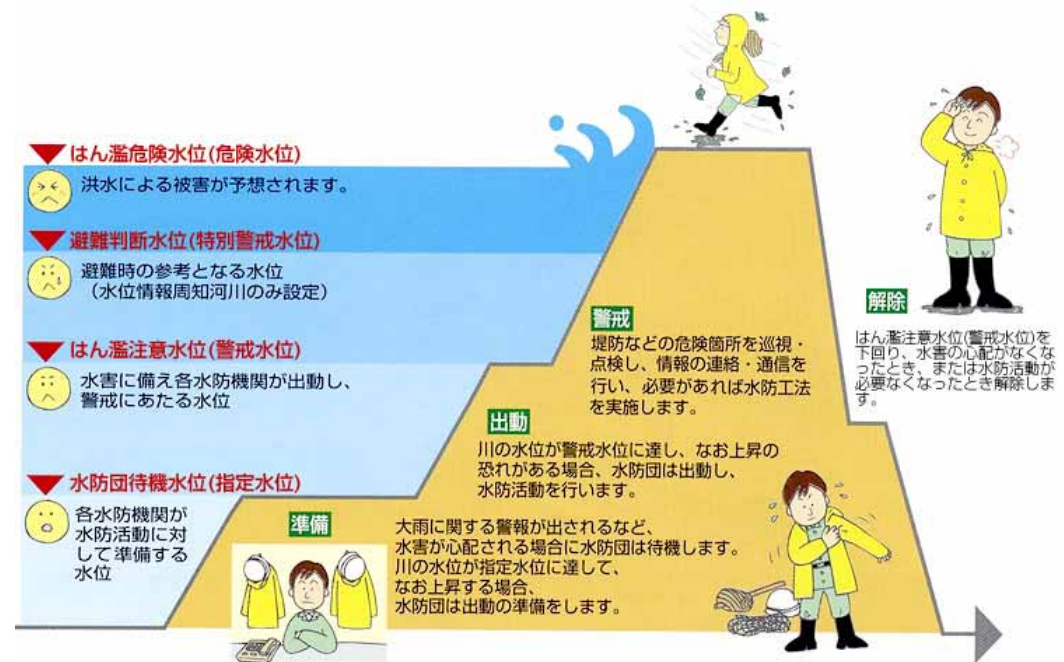 はん濫危険水位(危険水位)
洪水による被害が予想されます。
避難判断水位(特別警戒水位)
避難時の参考となる水位
（水位情報周知河川のみ設定）
はん濫注意水位(警戒水位)
水害に備え各水防機関が出動し、
警戒にあたる水位
水防団待機水位(指定水位)
各水防機関が
水防活動に対
して準備する
水位
準備
大雨に関する警報が出されるなど、
水害が心配される場合に水防団は待機します。
川の水位が指定水位に達して、
なお上昇する場合、
水防団は出動の準備をします。
出動
川の水位が警戒水位に達し、なお上昇の
恐れがある場合、水防団は出動し、
水防活動を行います。
警戒
堤防などの危険箇所を巡視・
点検し、情報の連絡・通信を
行い、必要があれば水防工法
を実施します。
解除
はん濫注意水位(警戒水位)を
下回り、水害の心配がなくな
ったとき、または水防活動が
必要なくなったとき解除しま
す。